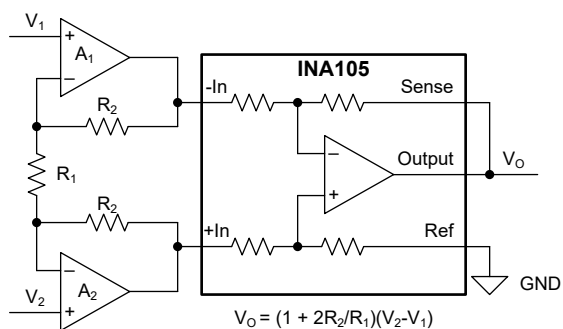 V1
+
A1
−
INA105
-In
Sense
R2
R1
−
Output
VO
+
R2
+In
Ref
−
A2
+
V2
GND
VO = (1 + 2R2/R1)(V2-V1)